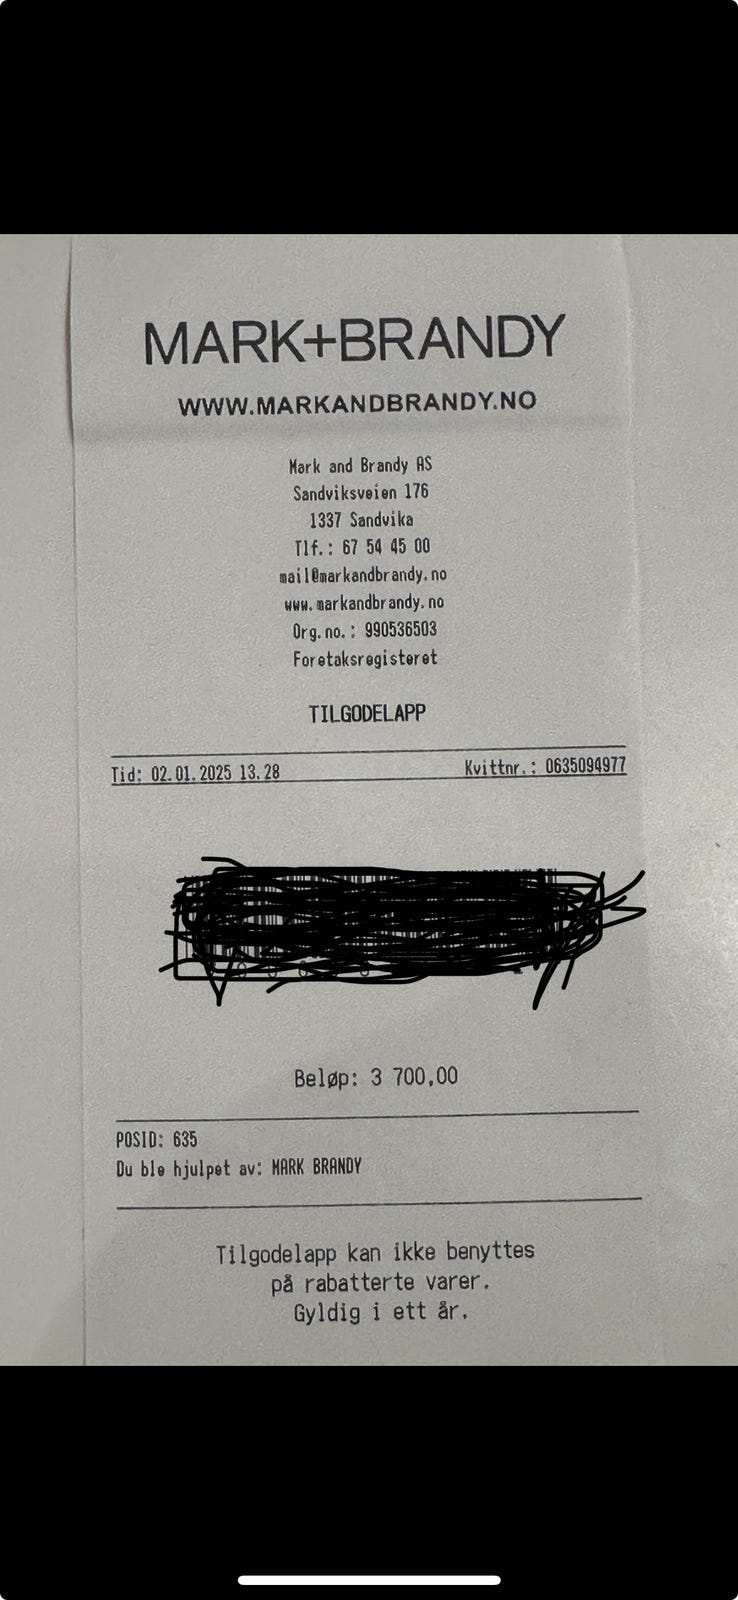 MARK+BRANDY
WWW.MARKANDBRANDY.NO
Mark and Brandy AS
Sandviksveien 176
1337 Sandvika
Tlf.: 67 54 45 00
mail@markandbrandy.no
www.markandbrandy.no
Org.no.: 990536503
Foretaksregisteret
TILGODELAPP
Tid: 02.01.2025 13.28 Kvittnr.: 0635094977
Beløp: 3 700,00
POSID: 635
Du ble hjulpet av: MARK BRANDY
Tilgodelapp kan ikke benyttes
på rabatterte varer.
Gyldig i ett år.